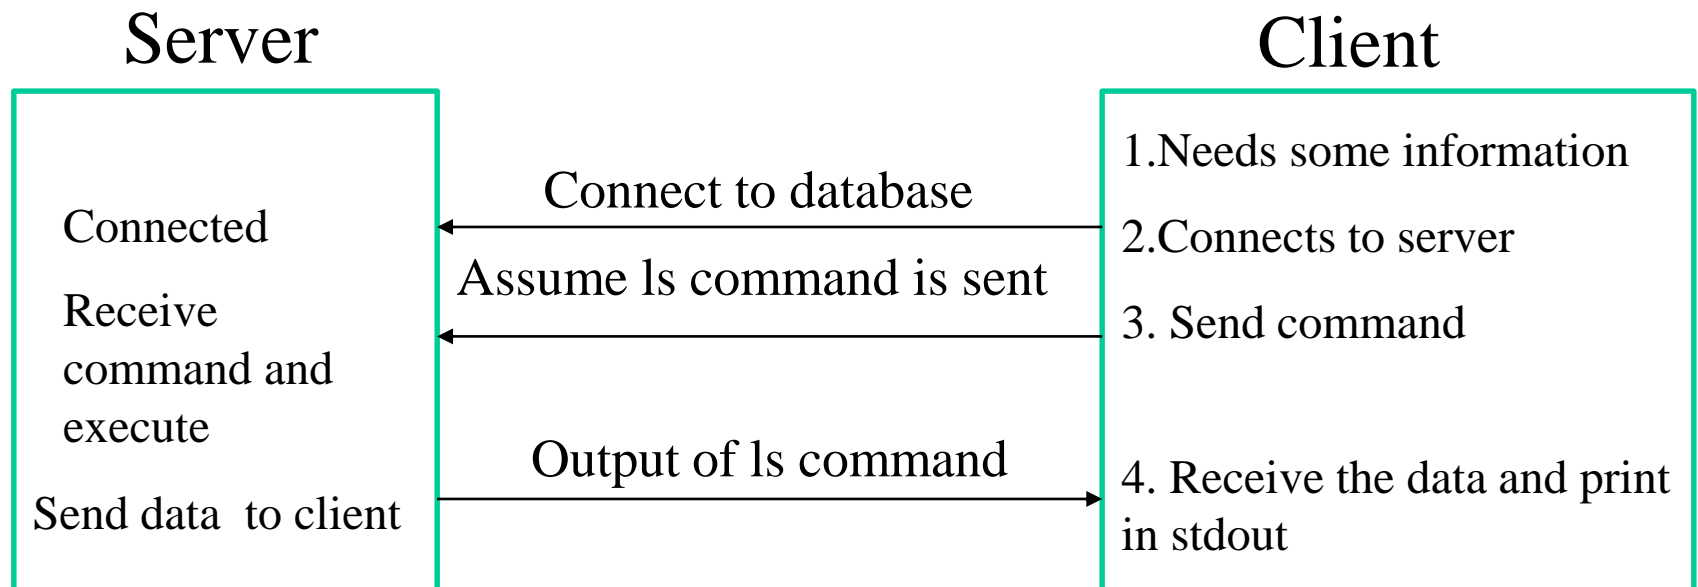 Server
Client
Connected
Receive
command and
execute
Send data  to client
Connect to database
Assume ls command is sent
Output of ls command
1.Needs some information
2.Connects to server
3. Send command
4. Receive the data and print
in stdout